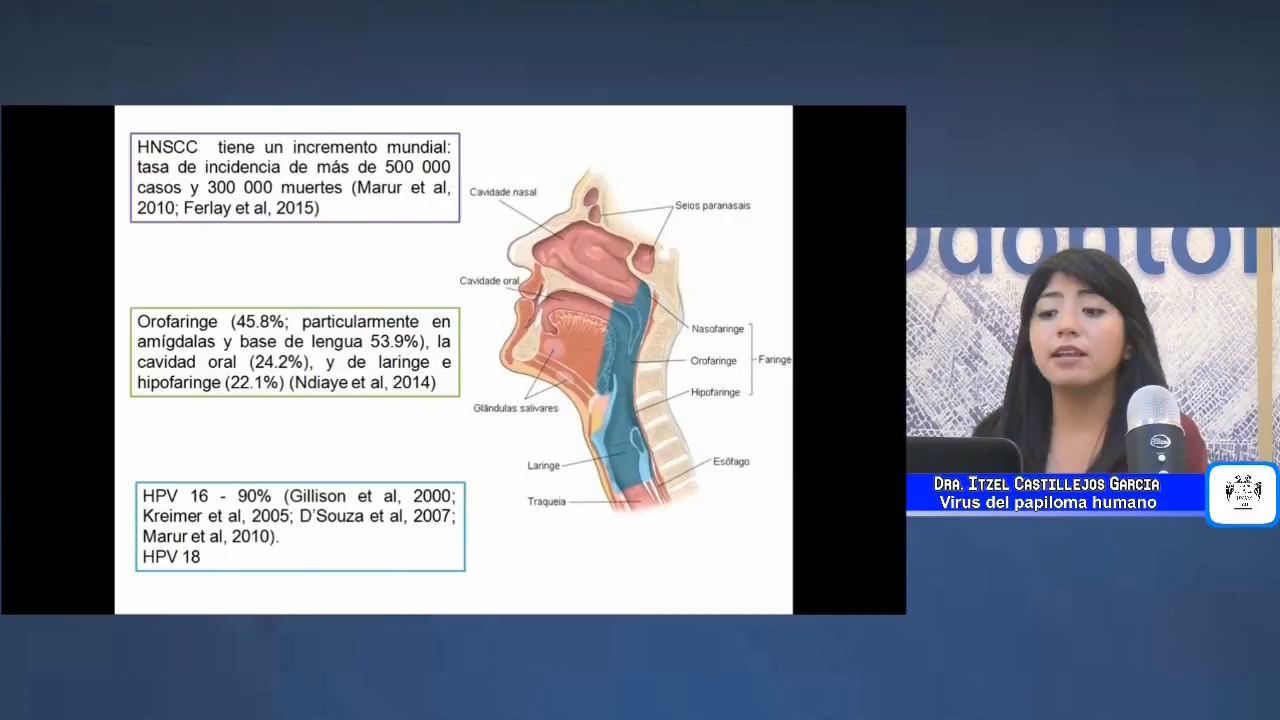 HNSCC tiene un incremento mundial:
tasa de incidencia de más de 500 000
casos y 300 000 muertes (Marur et al,
2010; Ferlay et al, 2015)
Orofaringe (45.8%; particularmente en
amígdalas y base de lengua 53.9%), la
cavidad oral (24.2%), y de laringe e
hipofaringe (22.1%) (Ndiaye et al, 2014)
HPV 16 - 90% (Gillison et al, 2000;
Kreimer et al, 2005; D'Souza et al, 2007;
Marur et al, 2010).
HPV 18
Cavidade nasal
Seios paranasais
Cavidade oral
Nasofaringe
Orofaringe
Faringe
Hipofaringe
Glândulas salivares
Laringe
Esôfago
Traqueia
Odontolo
Dra. Itzel Castillejos Garcia
Virus del papiloma humano